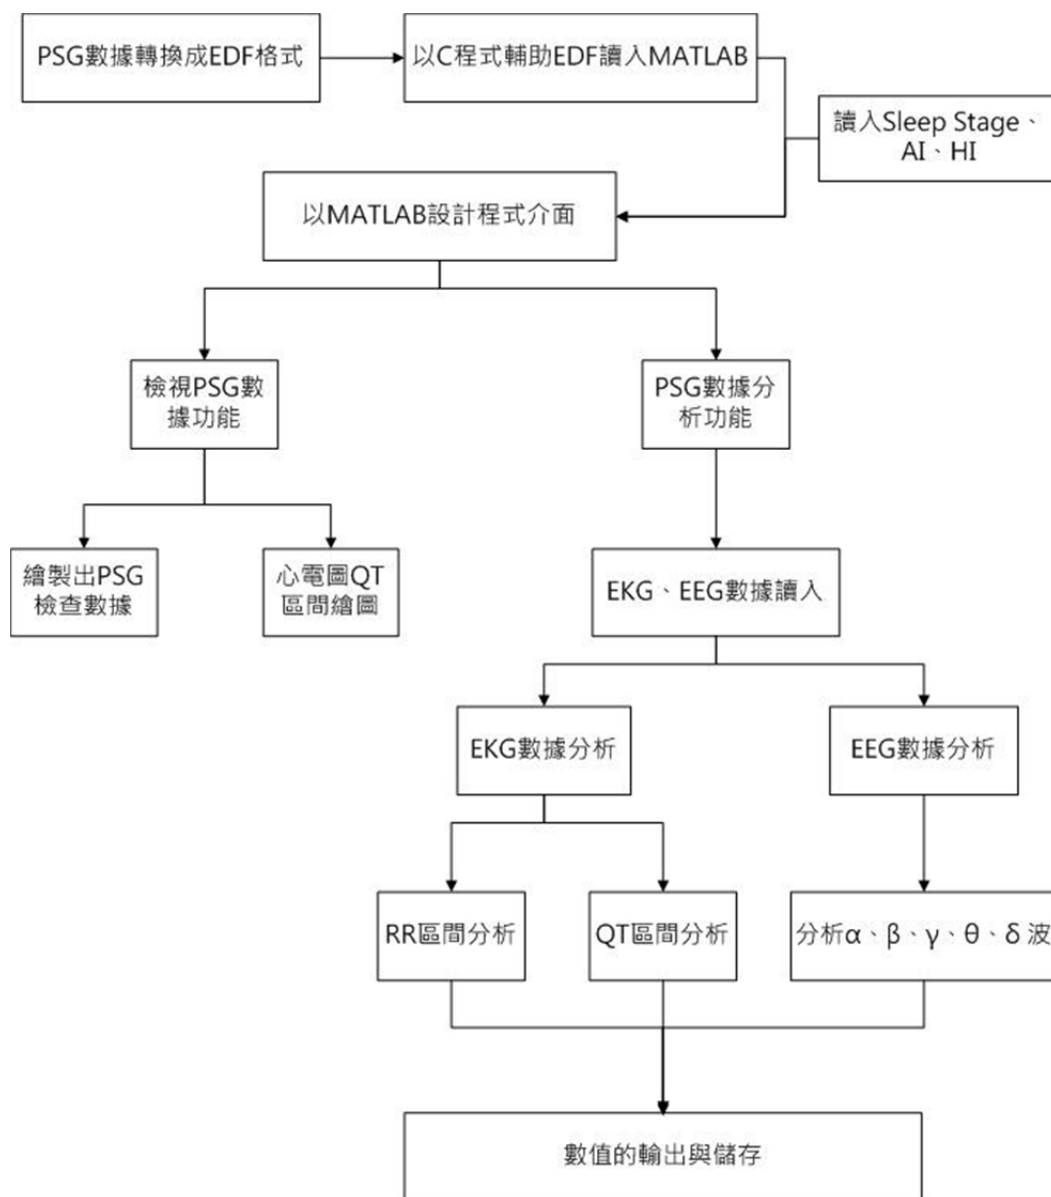 PSG數據轉換成EDF格式
以C程式輔助EDF讀入MATLAB
讀入Sleep Stage、
AI、HI
以MATLAB設計程式介面
檢視PSG數
據功能
PSG數據分
析功能
繪製出PSG
檢查數據
心電圖QT
區間繪圖
EKG、EEG數據讀入
EKG數據分析
EEG數據分析
RR區間分析
QT區間分析
分析α、β、γ、θ、δ 波
數值的輸出與儲存